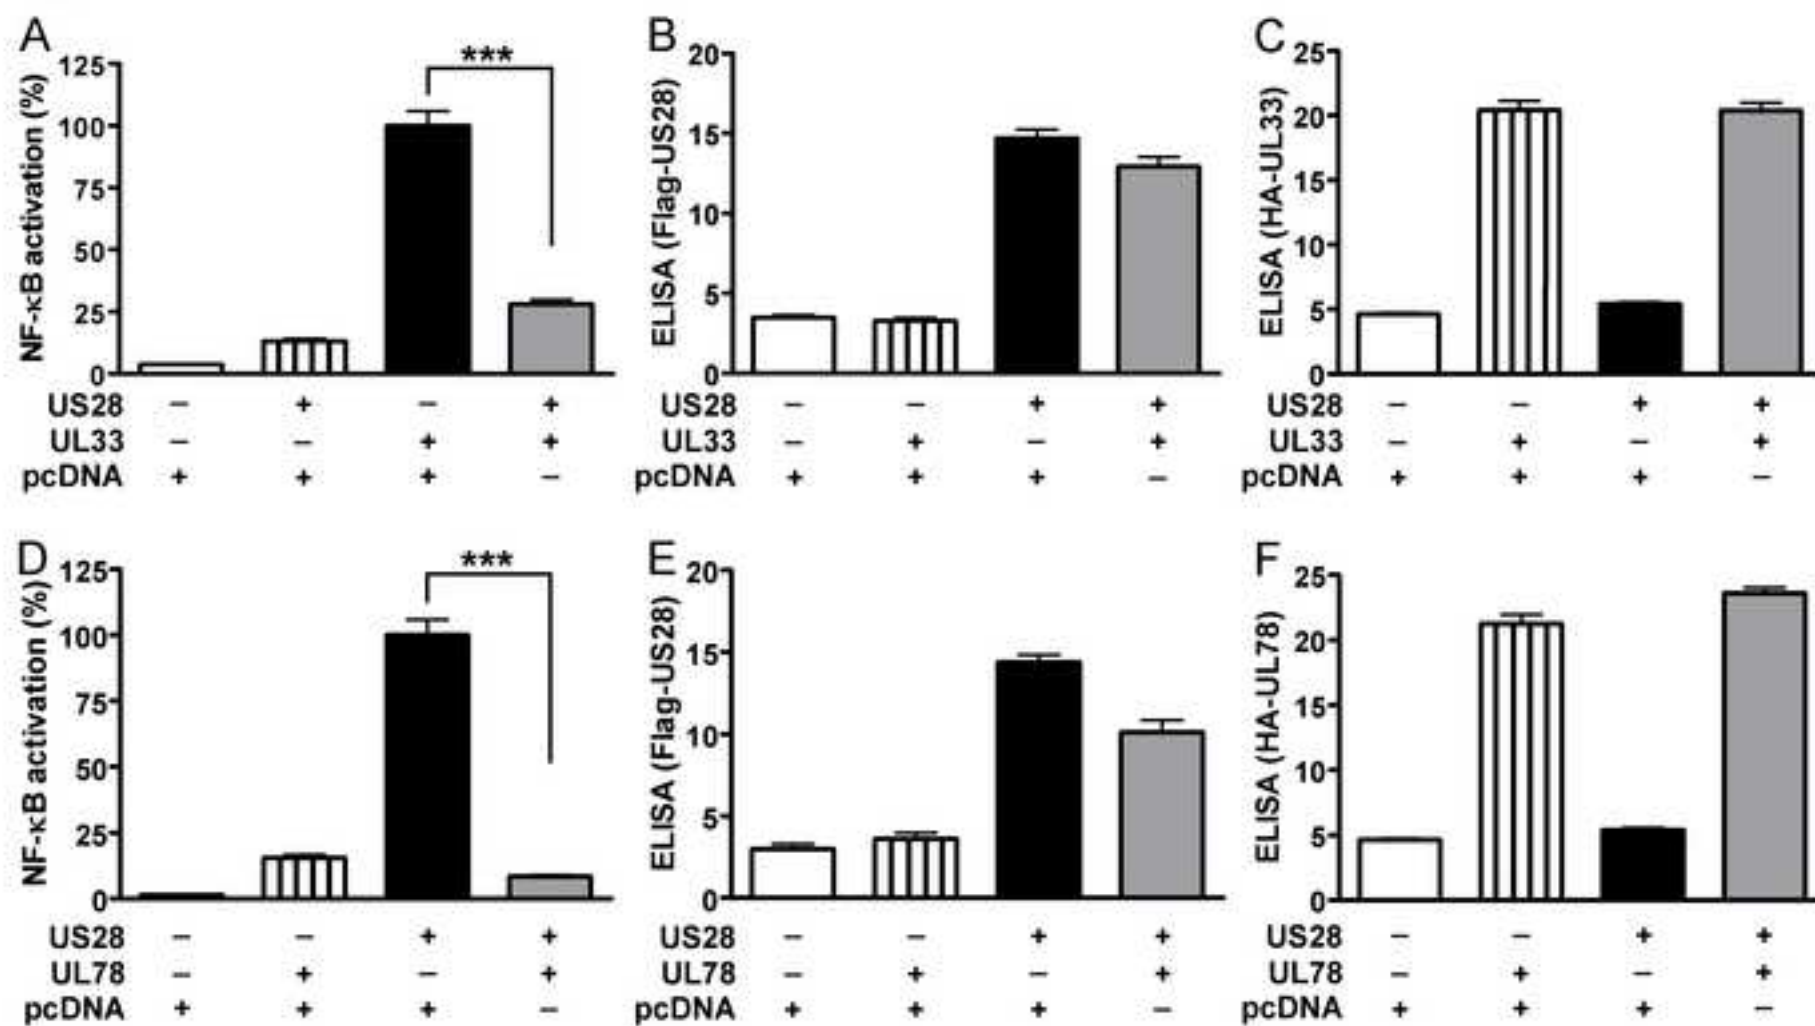 A
NF-κB activation (%)
125
100
75
50
25
0
***
US28 – + – +
UL33 – – + +
pcDNA + + + –
B
ELISA (Flag-US28)
20
15
10
5
0
US28 – – + +
UL33 – + – +
pcDNA + + + –
C
ELISA (HA-UL33)
25
20
15
10
5
0
US28 – – + +
UL33 – + – +
pcDNA + + + –
D
NF-κB activation (%)
125
100
75
50
25
0
***
US28 – – + +
UL78 – + – +
pcDNA + + + –
E
ELISA (Flag-US28)
20
15
10
5
0
US28 – – + +
UL78 – + – +
pcDNA + + + –
F
ELISA (HA-UL78)
25
20
15
10
5
0
US28 – – + +
UL78 – + – +
pcDNA + + + –